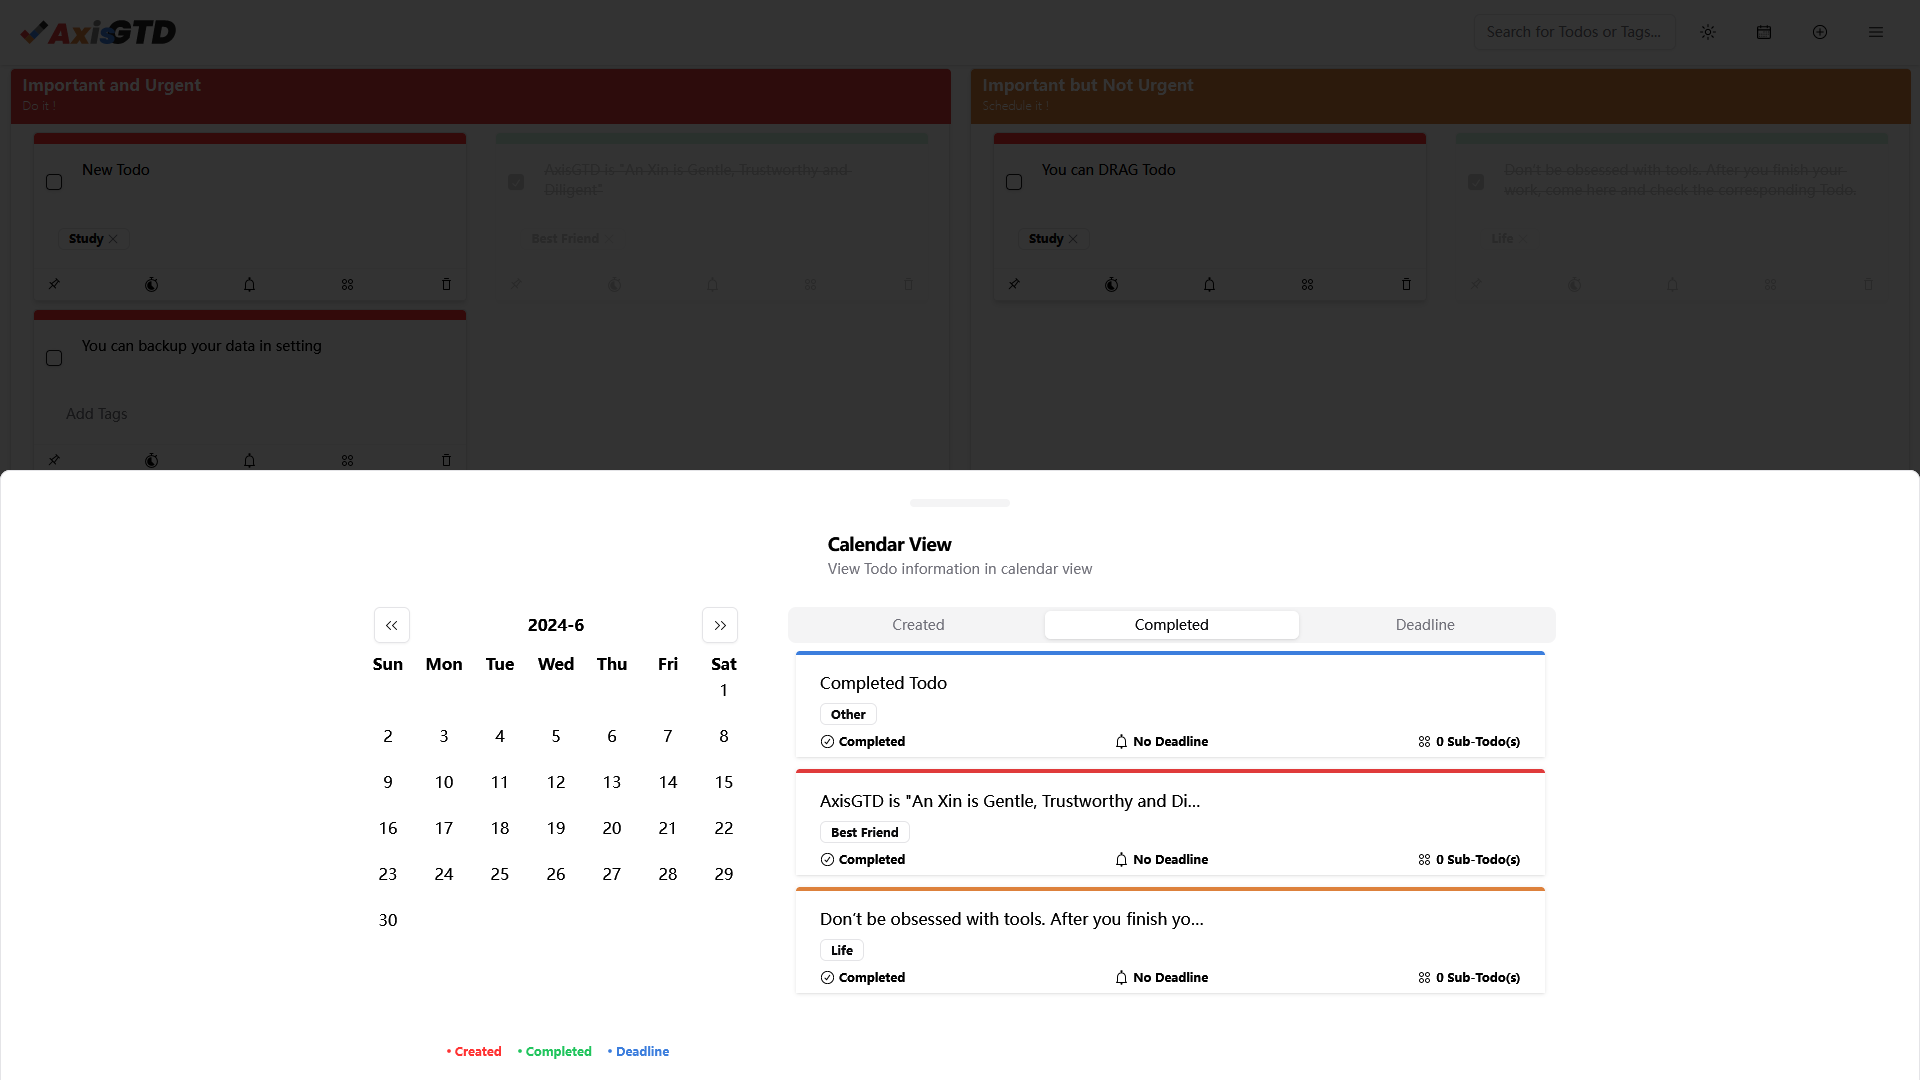 AxisGTD
Search for Todos or Tags...
Important and Urgent
Do it !
Important but Not Urgent
Schedule it !
New Todo
Study
AxisGTD is "An Xin is Gentle, Trustworthy and
Diligent"
Best Friend
You can DRAG Todo
Study
Don't be obsessed with tools. After you finish your
work, come here and check the corresponding Todo.
Life
You can backup your data in setting
Add Tags
Calendar View
View Todo information in calendar view
2024-6
Sun Mon Tue Wed Thu Fri Sat
1
2 3 4 5 6 7 8
9 10 11 12 13 14 15
16 17 18 19 20 21 22
23 24 25 26 27 28 29
30
• Created • Completed • Deadline
Created Completed Deadline
Completed Todo
Other
Completed No Deadline 0 Sub-Todo(s)
AxisGTD is "An Xin is Gentle, Trustworthy and Di...
Best Friend
Completed No Deadline 0 Sub-Todo(s)
Don't be obsessed with tools. After you finish yo...
Life
Completed No Deadline 0 Sub-Todo(s)